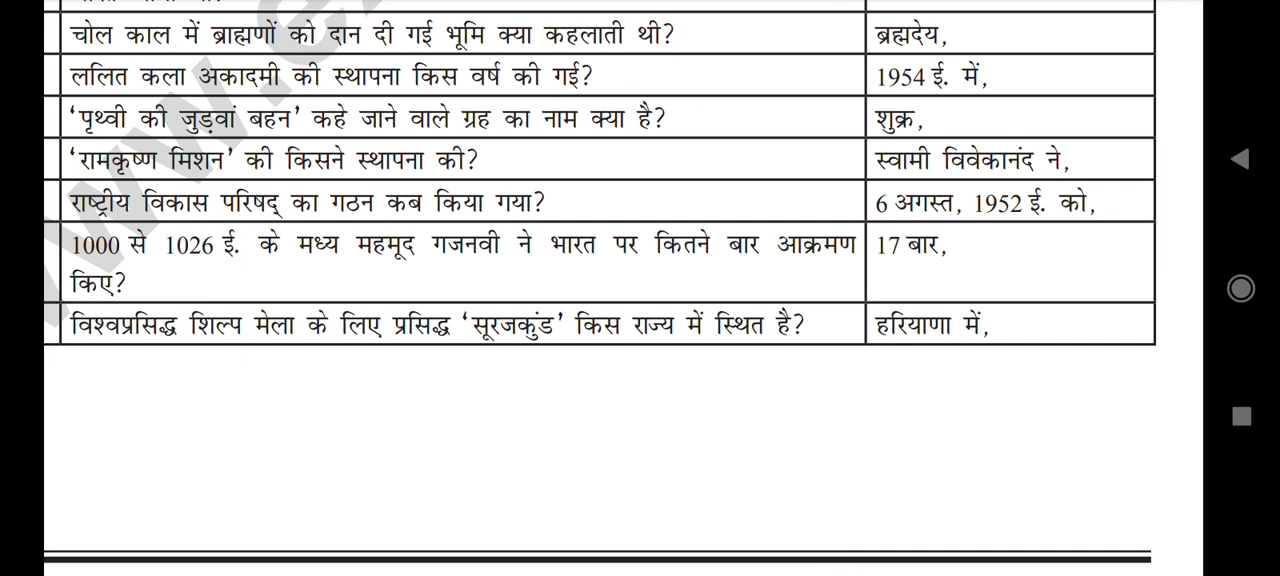 चोल काल में ब्राह्मणों को दान दी गई भूमि क्या कहलाती थी? ब्रह्मदेय,
ललित कला अकादमी की स्थापना किस वर्ष की गई? 1954 ई. में,
‘पृथ्वी की जुड़वां बहन’ कहे जाने वाले ग्रह का नाम क्या है? शुक्र,
‘रामकृष्ण मिशन’ की किसने स्थापना की? स्वामी विवेकानंद ने,
राष्ट्रीय विकास परिषद् का गठन कब किया गया? 6 अगस्त, 1952 ई. को,
1000 से 1026 ई. के मध्य महमूद गजनवी ने भारत पर कितने बार आक्रमण 17 बार,
किए?
विश्वप्रसिद्ध शिल्प मेला के लिए प्रसिद्ध ‘सूरजकुंड’ किस राज्य में स्थित है? हरियाणा में,